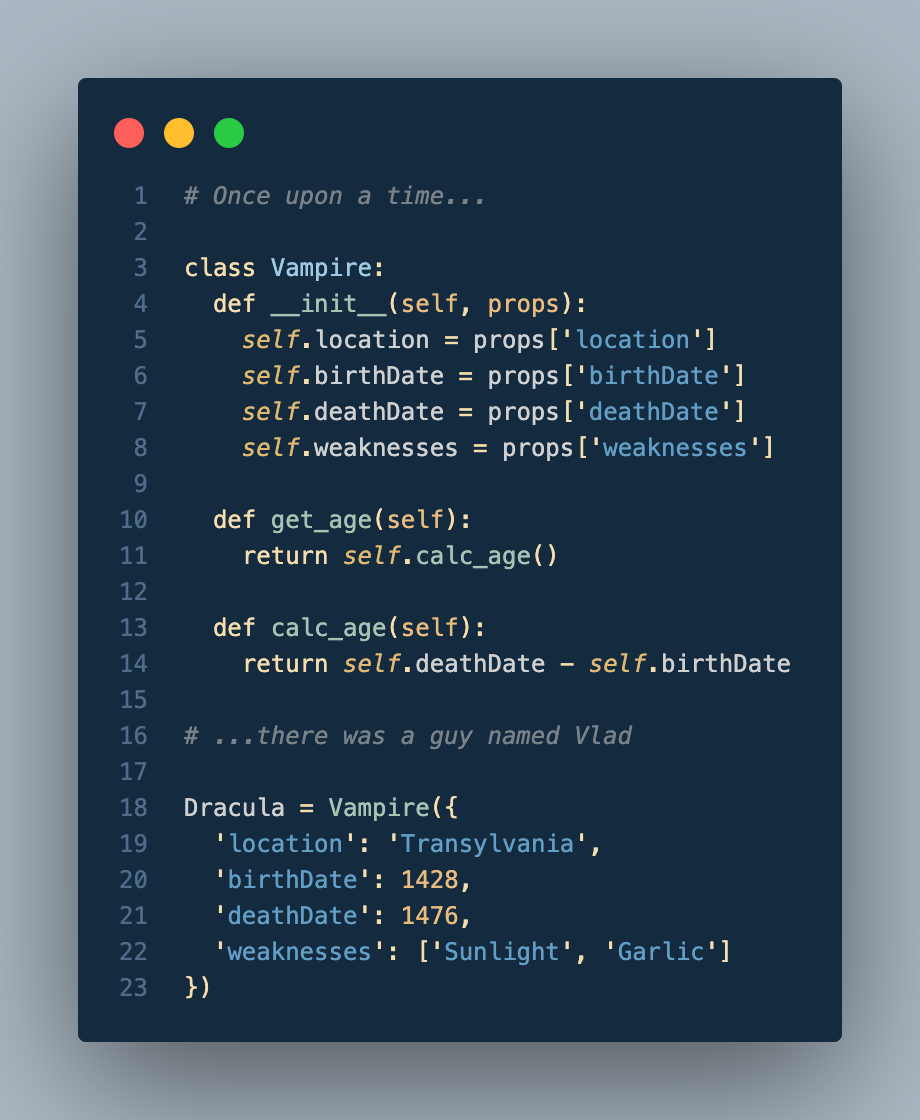 1 # Once upon a time...
2
3 class Vampire:
4   def __init__(self, props):
5     self.location = props['location']
6     self.birthDate = props['birthDate']
7     self.deathDate = props['deathDate']
8     self.weaknesses = props['weaknesses']
9
10   def get_age(self):
11     return self.calc_age()
12
13   def calc_age(self):
14     return self.deathDate - self.birthDate
15
16 # ...there was a guy named Vlad
17
18 Dracula = Vampire({
19   'location': 'Transylvania',
20   'birthDate': 1428,
21   'deathDate': 1476,
22   'weaknesses': ['Sunlight', 'Garlic']
23 })